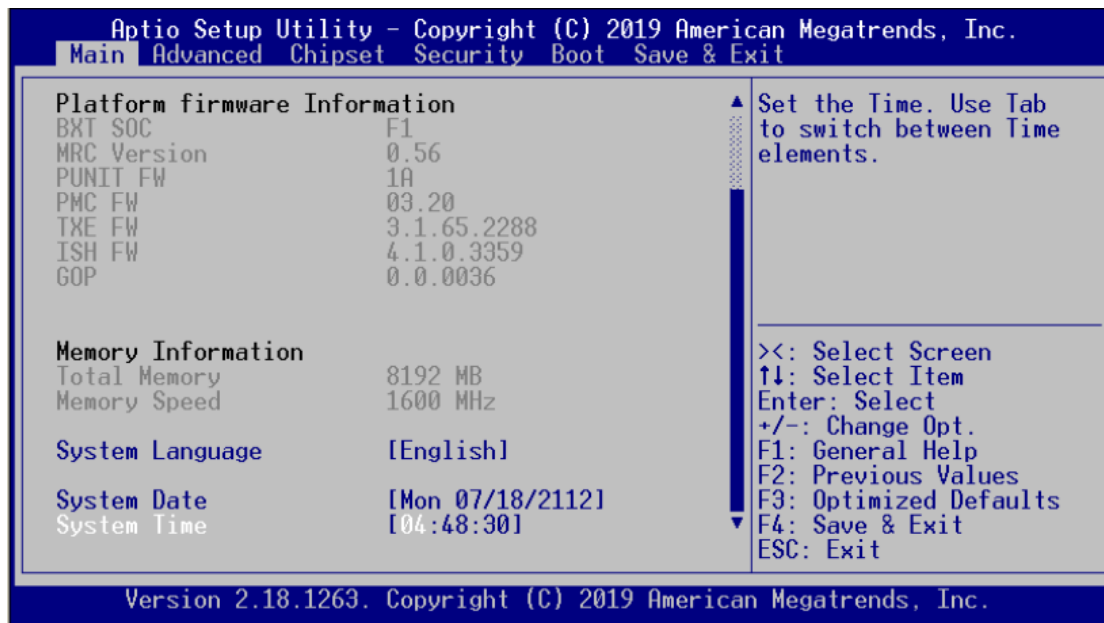 Aptio Setup Utility – Copyright (C) 2019 American Megatrends, Inc.
Main Advanced Chipset Security Boot Save & Exit
Platform firmware Information
BXT SOC F1
MRC Version 0.56
PUNIT FW 1A
PMC FW 03.20
TXE FW 3.1.65.2288
ISH FW 4.1.0.3359
GOP 0.0.0036
Memory Information
Total Memory 8192 MB
Memory Speed 1600 MHz
System Language [English]
System Date [Mon 07/18/2112]
System Time [04:48:30]
Set the Time. Use Tab
to switch between Time
elements.
><: Select Screen
↑↓: Select Item
Enter: Select
+/-: Change Opt.
F1: General Help
F2: Previous Values
F3: Optimized Defaults
F4: Save & Exit
ESC: Exit
Version 2.18.1263. Copyright (C) 2019 American Megatrends, Inc.